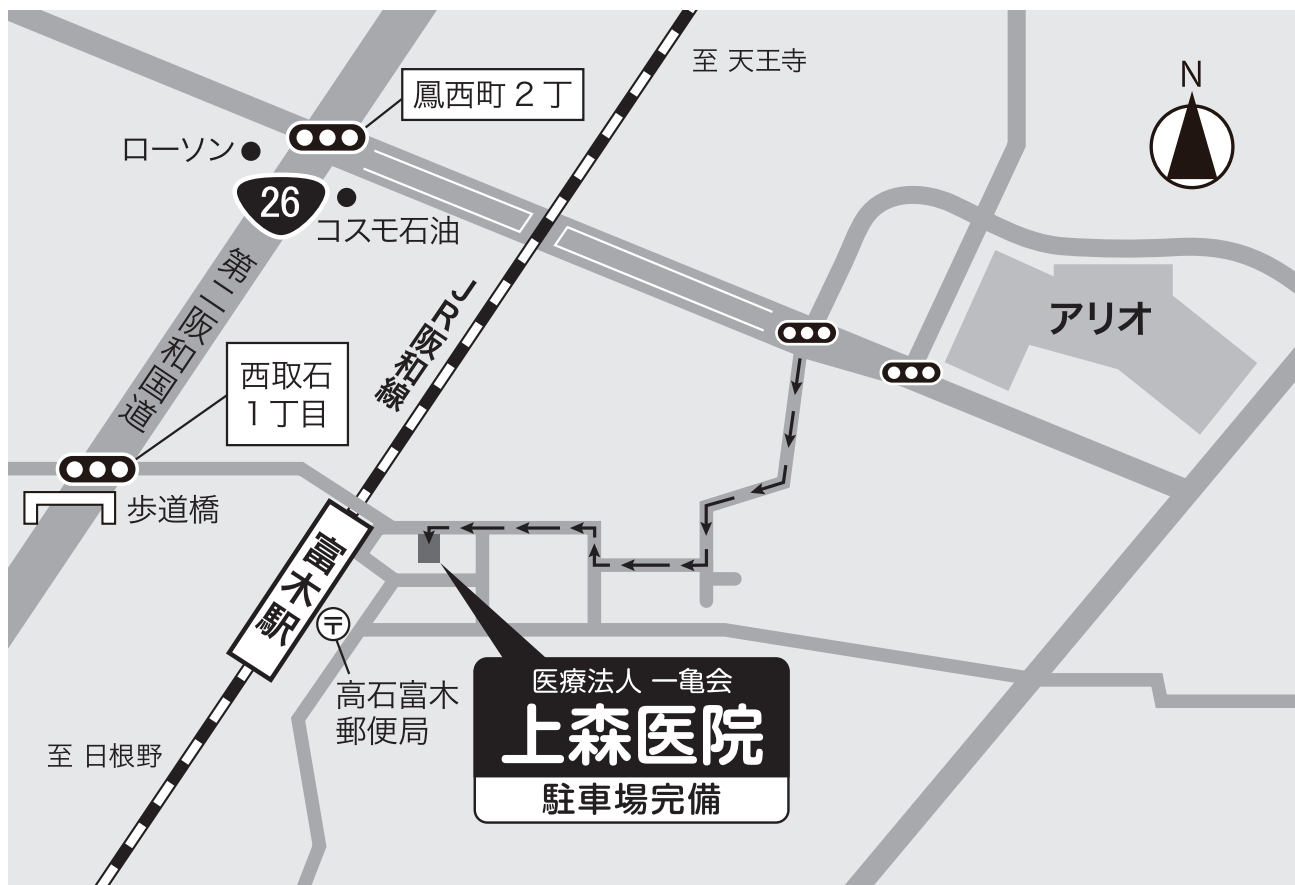 至 天王寺
N
鳳西町 2 丁
ローソン
26
コスモ石油
第二阪和国道
JR阪和線
アリオ
西取石
1丁目
歩道橋
富木駅
〒
高石富木
郵便局
至 日根野
医療法人 一亀会
上森医院
駐車場完備